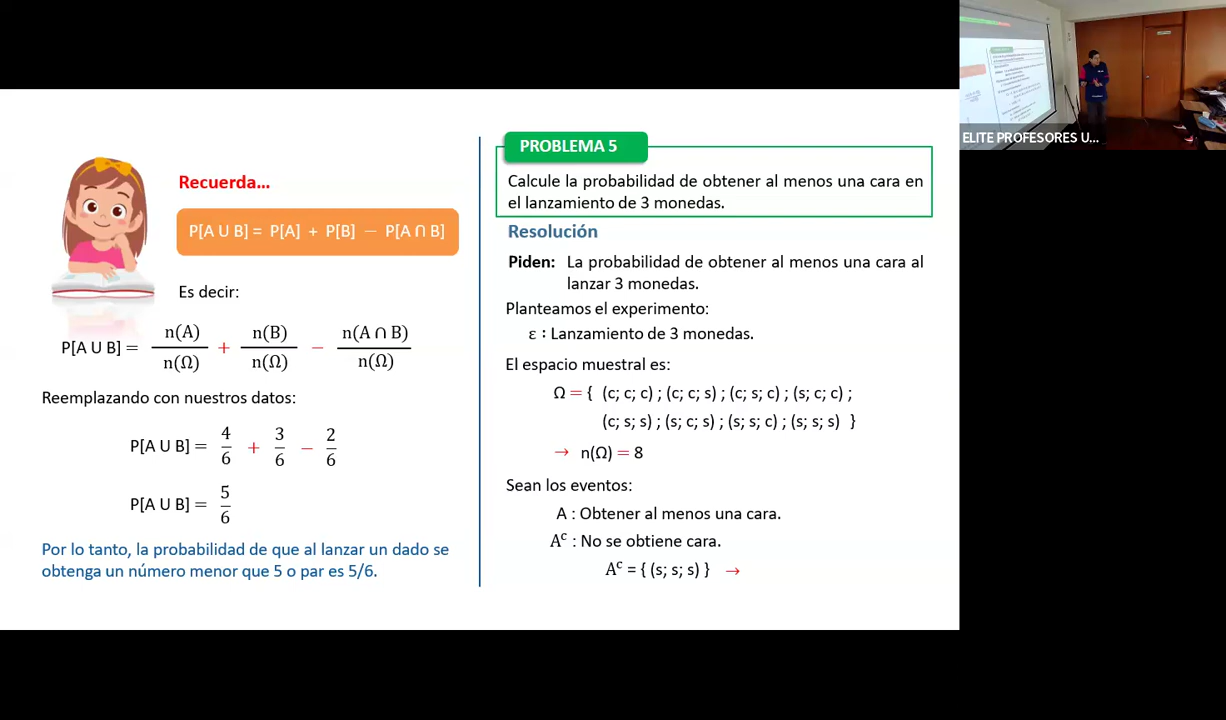 Recuerda...
P[A U B] = P[A] + P[B] − P[A ∩ B]
Es decir:
P[A U B] = n(A)/n(Ω) + n(B)/n(Ω) − n(A ∩ B)/n(Ω)
Reemplazando con nuestros datos:
P[A U B] = 4/6 + 3/6 − 2/6
P[A U B] = 5/6
Por lo tanto, la probabilidad de que al lanzar un dado se
obtenga un número menor que 5 o par es 5/6.
PROBLEMA 5
Calcule la probabilidad de obtener al menos una cara en
el lanzamiento de 3 monedas.
Resolución
Piden: La probabilidad de obtener al menos una cara al
lanzar 3 monedas.
Planteamos el experimento:
ε : Lanzamiento de 3 monedas.
El espacio muestral es:
Ω = { (c; c; c) ; (c; c; s) ; (c; s; c) ; (s; c; c) ;
(c; s; s) ; (s; c; s) ; (s; s; c) ; (s; s; s) }
→ n(Ω) = 8
Sean los eventos:
A : Obtener al menos una cara.
Aᶜ : No se obtiene cara.
Aᶜ = { (s; s; s) } →
ELITE PROFESORES U...